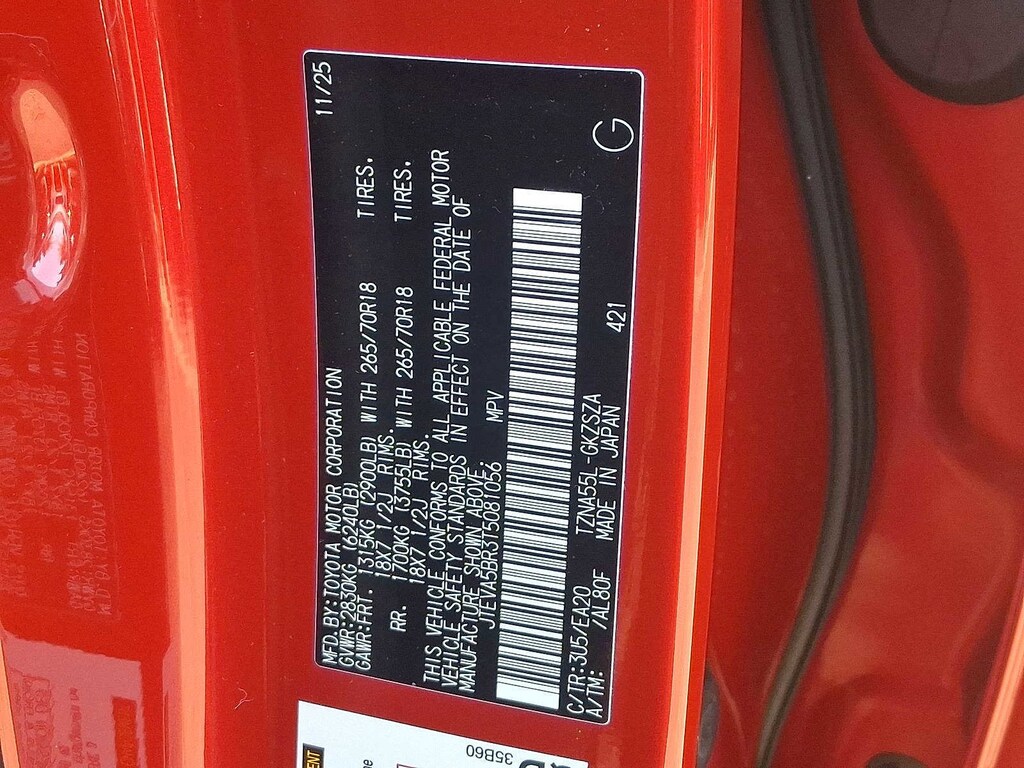 MFD.BY:TOYOTA MOTOR CORPORATION 11/25
GVWR:2830KG (6240LB)
GAWR:FRT. 1315KG (2900LB) WITH 265/70R18 TIRES.
18X7 1/2J RIMS.
RR. 1700KG (3755LB) WITH 265/70R18 TIRES.
18X7 1/2J RIMS.
THIS VEHICLE CONFORMS TO ALL APPLICABLE FEDERAL MOTOR
VEHICLE SAFETY STANDARDS IN EFFECT ON THE DATE OF
MANUFACTURE SHOWN ABOVE.
JTEVA5BR3T5081056 MPV
C/TR:3U5/EA20 TZNA55L-GKZSZA
A/TM: /AL80F MADE IN JAPAN 421
G
35B60